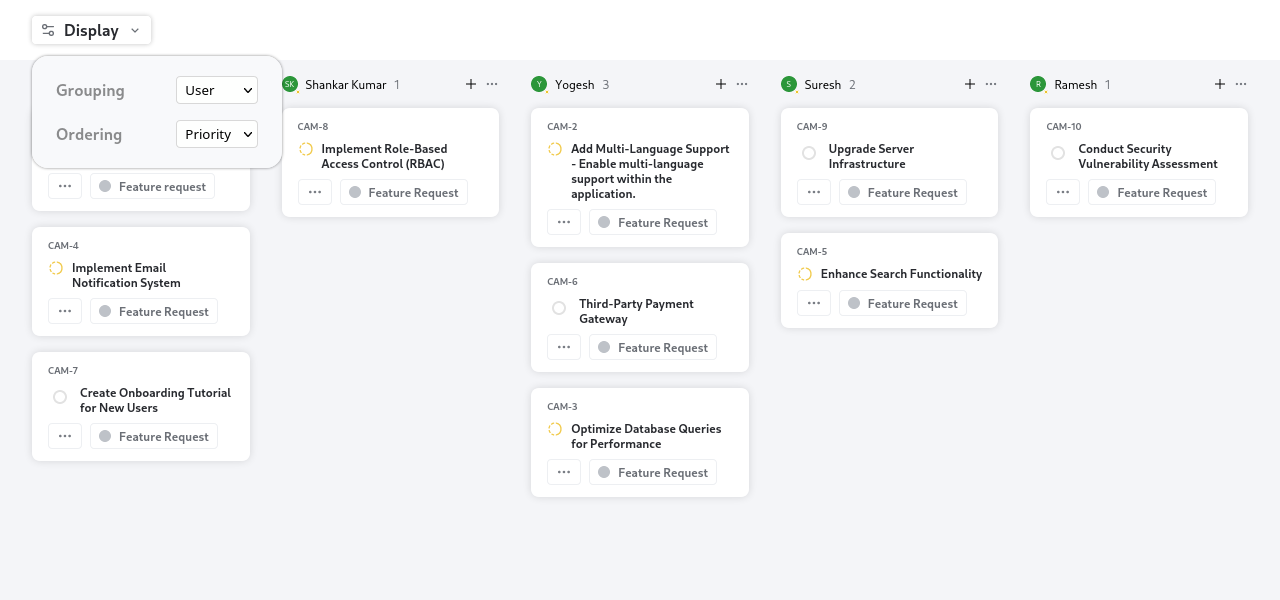 Display
Grouping
User
Ordering
Priority
Feature request
CAM-4
Implement Email
Notification System
Feature Request
CAM-7
Create Onboarding Tutorial
for New Users
Feature Request
SK Shankar Kumar 1
CAM-8
Implement Role-Based
Access Control (RBAC)
Feature Request
Y Yogesh 3
CAM-2
Add Multi-Language Support
- Enable multi-language
support within the
application.
Feature Request
CAM-6
Third-Party Payment
Gateway
Feature Request
CAM-3
Optimize Database Queries
for Performance
Feature Request
S Suresh 2
CAM-9
Upgrade Server
Infrastructure
Feature Request
CAM-5
Enhance Search Functionality
Feature Request
R Ramesh 1
CAM-10
Conduct Security
Vulnerability Assessment
Feature Request